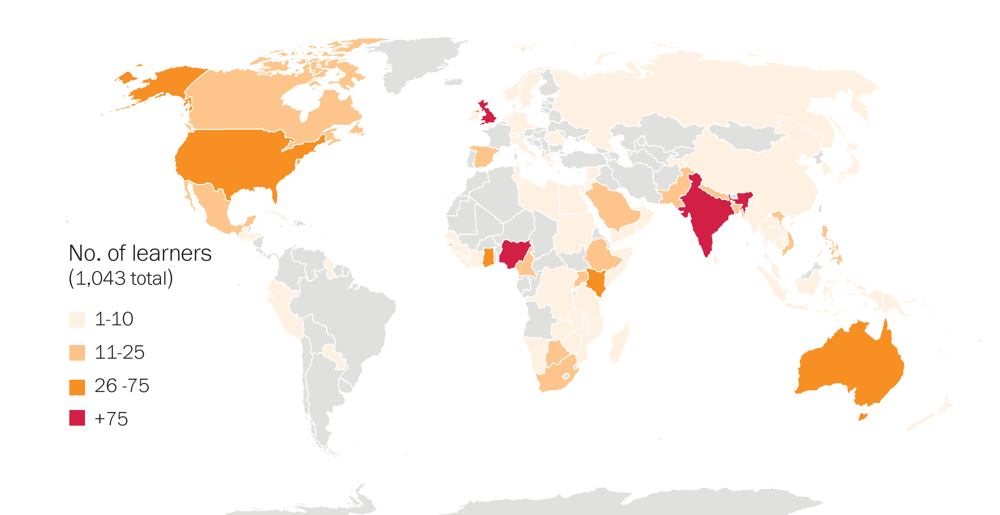 No. of learners
(1,043 total)
1-10
11-25
26 -75
+75